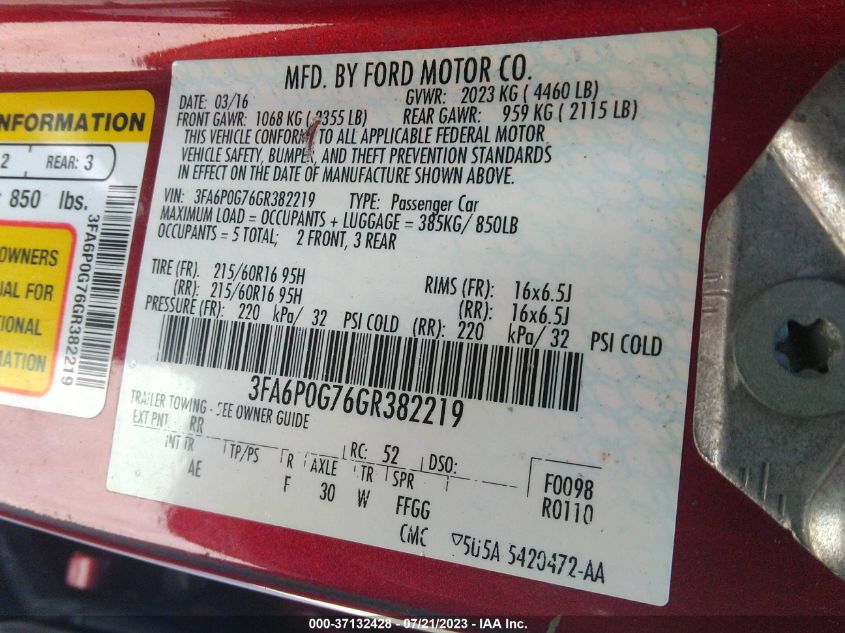 MFD. BY FORD MOTOR CO.
DATE: 03/16 GVWR: 2023 KG ( 4460 LB)
FRONT GAWR: 1068 KG ( 2355 LB) REAR GAWR: 959 KG ( 2115 LB)
THIS VEHICLE CONFORMS TO ALL APPLICABLE FEDERAL MOTOR
VEHICLE SAFETY, BUMPER, AND THEFT PREVENTION STANDARDS
IN EFFECT ON THE DATE OF MANUFACTURE SHOWN ABOVE.
VIN: 3FA6P0G76GR382219 TYPE: Passenger Car
MAXIMUM LOAD = OCCUPANTS + LUGGAGE = 385KG/ 850LB
OCCUPANTS = 5 TOTAL; 2 FRONT, 3 REAR
TIRE (FR): 215/60R16 95H RIMS (FR): 16x6.5J
(RR): 215/60R16 95H (RR): 16x6.5J
PRESSURE (FR): 220 kPa/ 32 PSI COLD (RR): 220 kPa/ 32 PSI COLD
3FA6P0G76GR382219
TRAILER TOWING - SEE OWNER GUIDE
EXT PNT: RR RC: 52 DSO:
INT TR TP/PS R AXLE TR SPR F0098
AE F 30 W FFGG R0110
CMC ▽5U5A 5420472-AA
INFORMATION
2 REAR: 3
850 lbs.
OWNERS
UAL FOR
TIONAL
MATION
3FA6P0G76GR382219
000-37132428 - 07/21/2023 - IAA Inc.